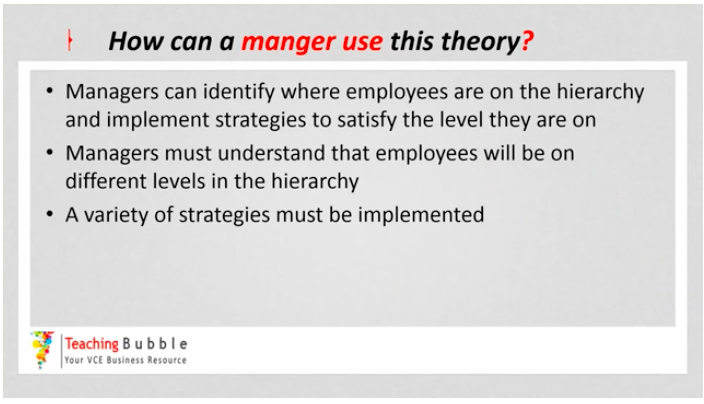 How can a manger use this theory?
• Managers can identify where employees are on the hierarchy
and implement strategies to satisfy the level they are on
• Managers must understand that employees will be on
different levels in the hierarchy
• A variety of strategies must be implemented
Teaching Bubble
Your VCE Business Resource